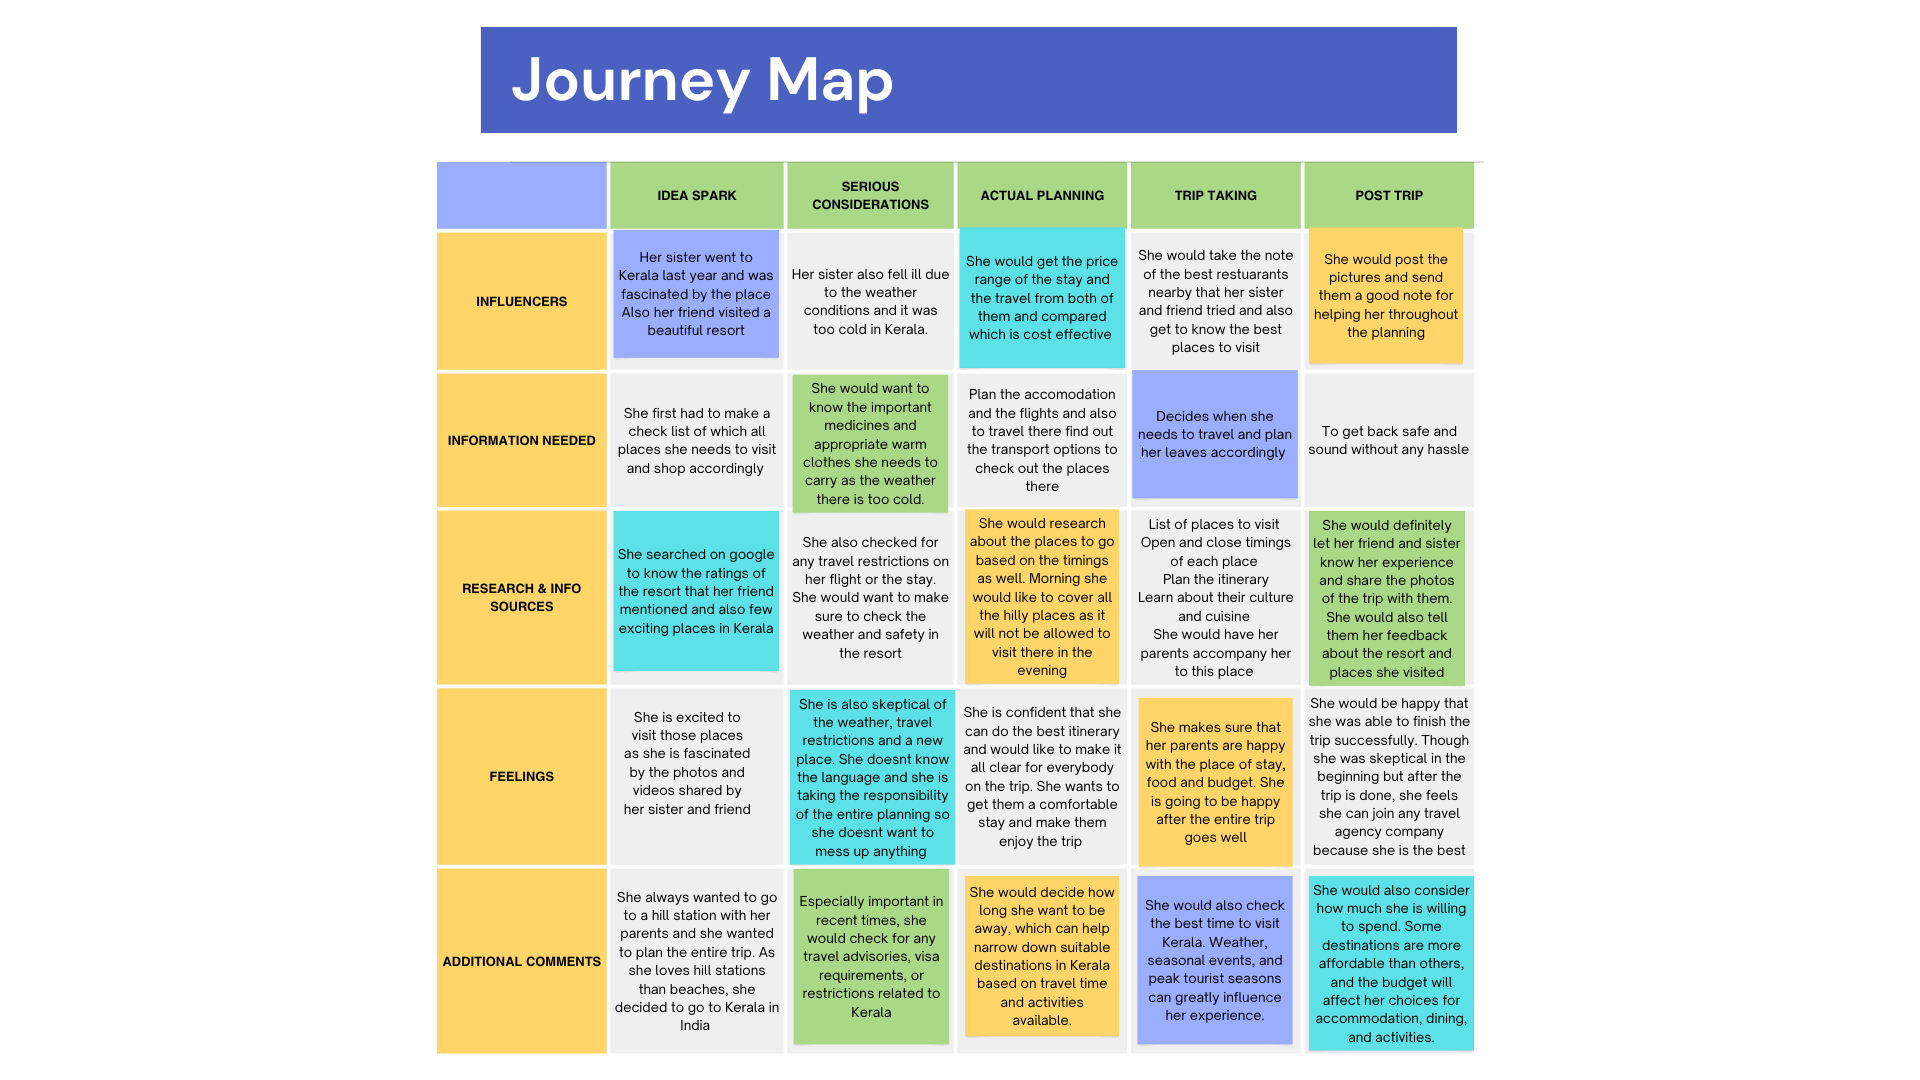 Journey Map
IDEA SPARK
SERIOUS
CONSIDERATIONS
ACTUAL PLANNING
TRIP TAKING
POST TRIP
INFLUENCERS
Her sister went to
Kerala last year and was
fascinated by the place
Also her friend visited a
beautiful resort
Her sister also fell ill due
to the weather
conditions and it was
too cold in Kerala.
She would get the price
range of the stay and
the travel from both of
them and compared
which is cost effective
She would take the note
of the best restuarants
nearby that her sister
and friend tried and also
get to know the best
places to visit
She would post the
pictures and send
them a good note for
helping her throughout
the planning
INFORMATION NEEDED
She first had to make a
check list of which all
places she needs to visit
and shop accordingly
She would want to
know the important
medicines and
appropriate warm
clothes she needs to
carry as the weather
there is too cold.
Plan the accomodation
and the flights and also
to travel there find out
the transport options to
check out the places
there
Decides when she
needs to travel and plan
her leaves accordingly
To get back safe and
sound without any hassle
RESEARCH & INFO
SOURCES
She searched on google
to know the ratings of
the resort that her friend
mentioned and also few
exciting places in Kerala
She also checked for
any travel restrictions on
her flight or the stay.
She would want to make
sure to check the
weather and safety in
the resort
She would research
about the places to go
based on the timings
as well. Morning she
would like to cover all
the hilly places as it
will not be allowed to
visit there in the
evening
List of places to visit
Open and close timings
of each place
Plan the itinerary
Learn about their culture
and cuisine
She would have her
parents accompany her
to this place
She would definitely
let her friend and sister
know her experience
and share the photos
of the trip with them.
She would also tell
them her feedback
about the resort and
places she visited
FEELINGS
She is excited to
visit those places
as she is fascinated
by the photos and
videos shared by
her sister and friend
She is also skeptical of
the weather, travel
restrictions and a new
place. She doesnt know
the language and she is
taking the responsibility
of the entire planning so
she doesnt want to
mess up anything
She is confident that she
can do the best itinerary
and would like to make it
all clear for everybody
on the trip. She wants to
get them a comfortable
stay and make them
enjoy the trip
She makes sure that
her parents are happy
with the place of stay,
food and budget. She
is going to be happy
after the entire trip
goes well
She would be happy that
she was able to finish the
trip successfully. Though
she was skeptical in the
beginning but after the
trip is done, she feels
she can join any travel
agency company
because she is the best
ADDITIONAL COMMENTS
She always wanted to go
to a hill station with her
parents and she wanted
to plan the entire trip. As
she loves hill stations
than beaches, she
decided to go to Kerala in
India
Especially important in
recent times, she
would check for any
travel advisories, visa
requirements, or
restrictions related to
Kerala
She would decide how
long she want to be
away, which can help
narrow down suitable
destinations in Kerala
based on travel time
and activities
available.
She would also check
the best time to visit
Kerala. Weather,
seasonal events, and
peak tourist seasons
can greatly influence
her experience.
She would also consider
how much she is willing
to spend. Some
destinations are more
affordable than others,
and the budget will
affect her choices for
accommodation, dining,
and activities.